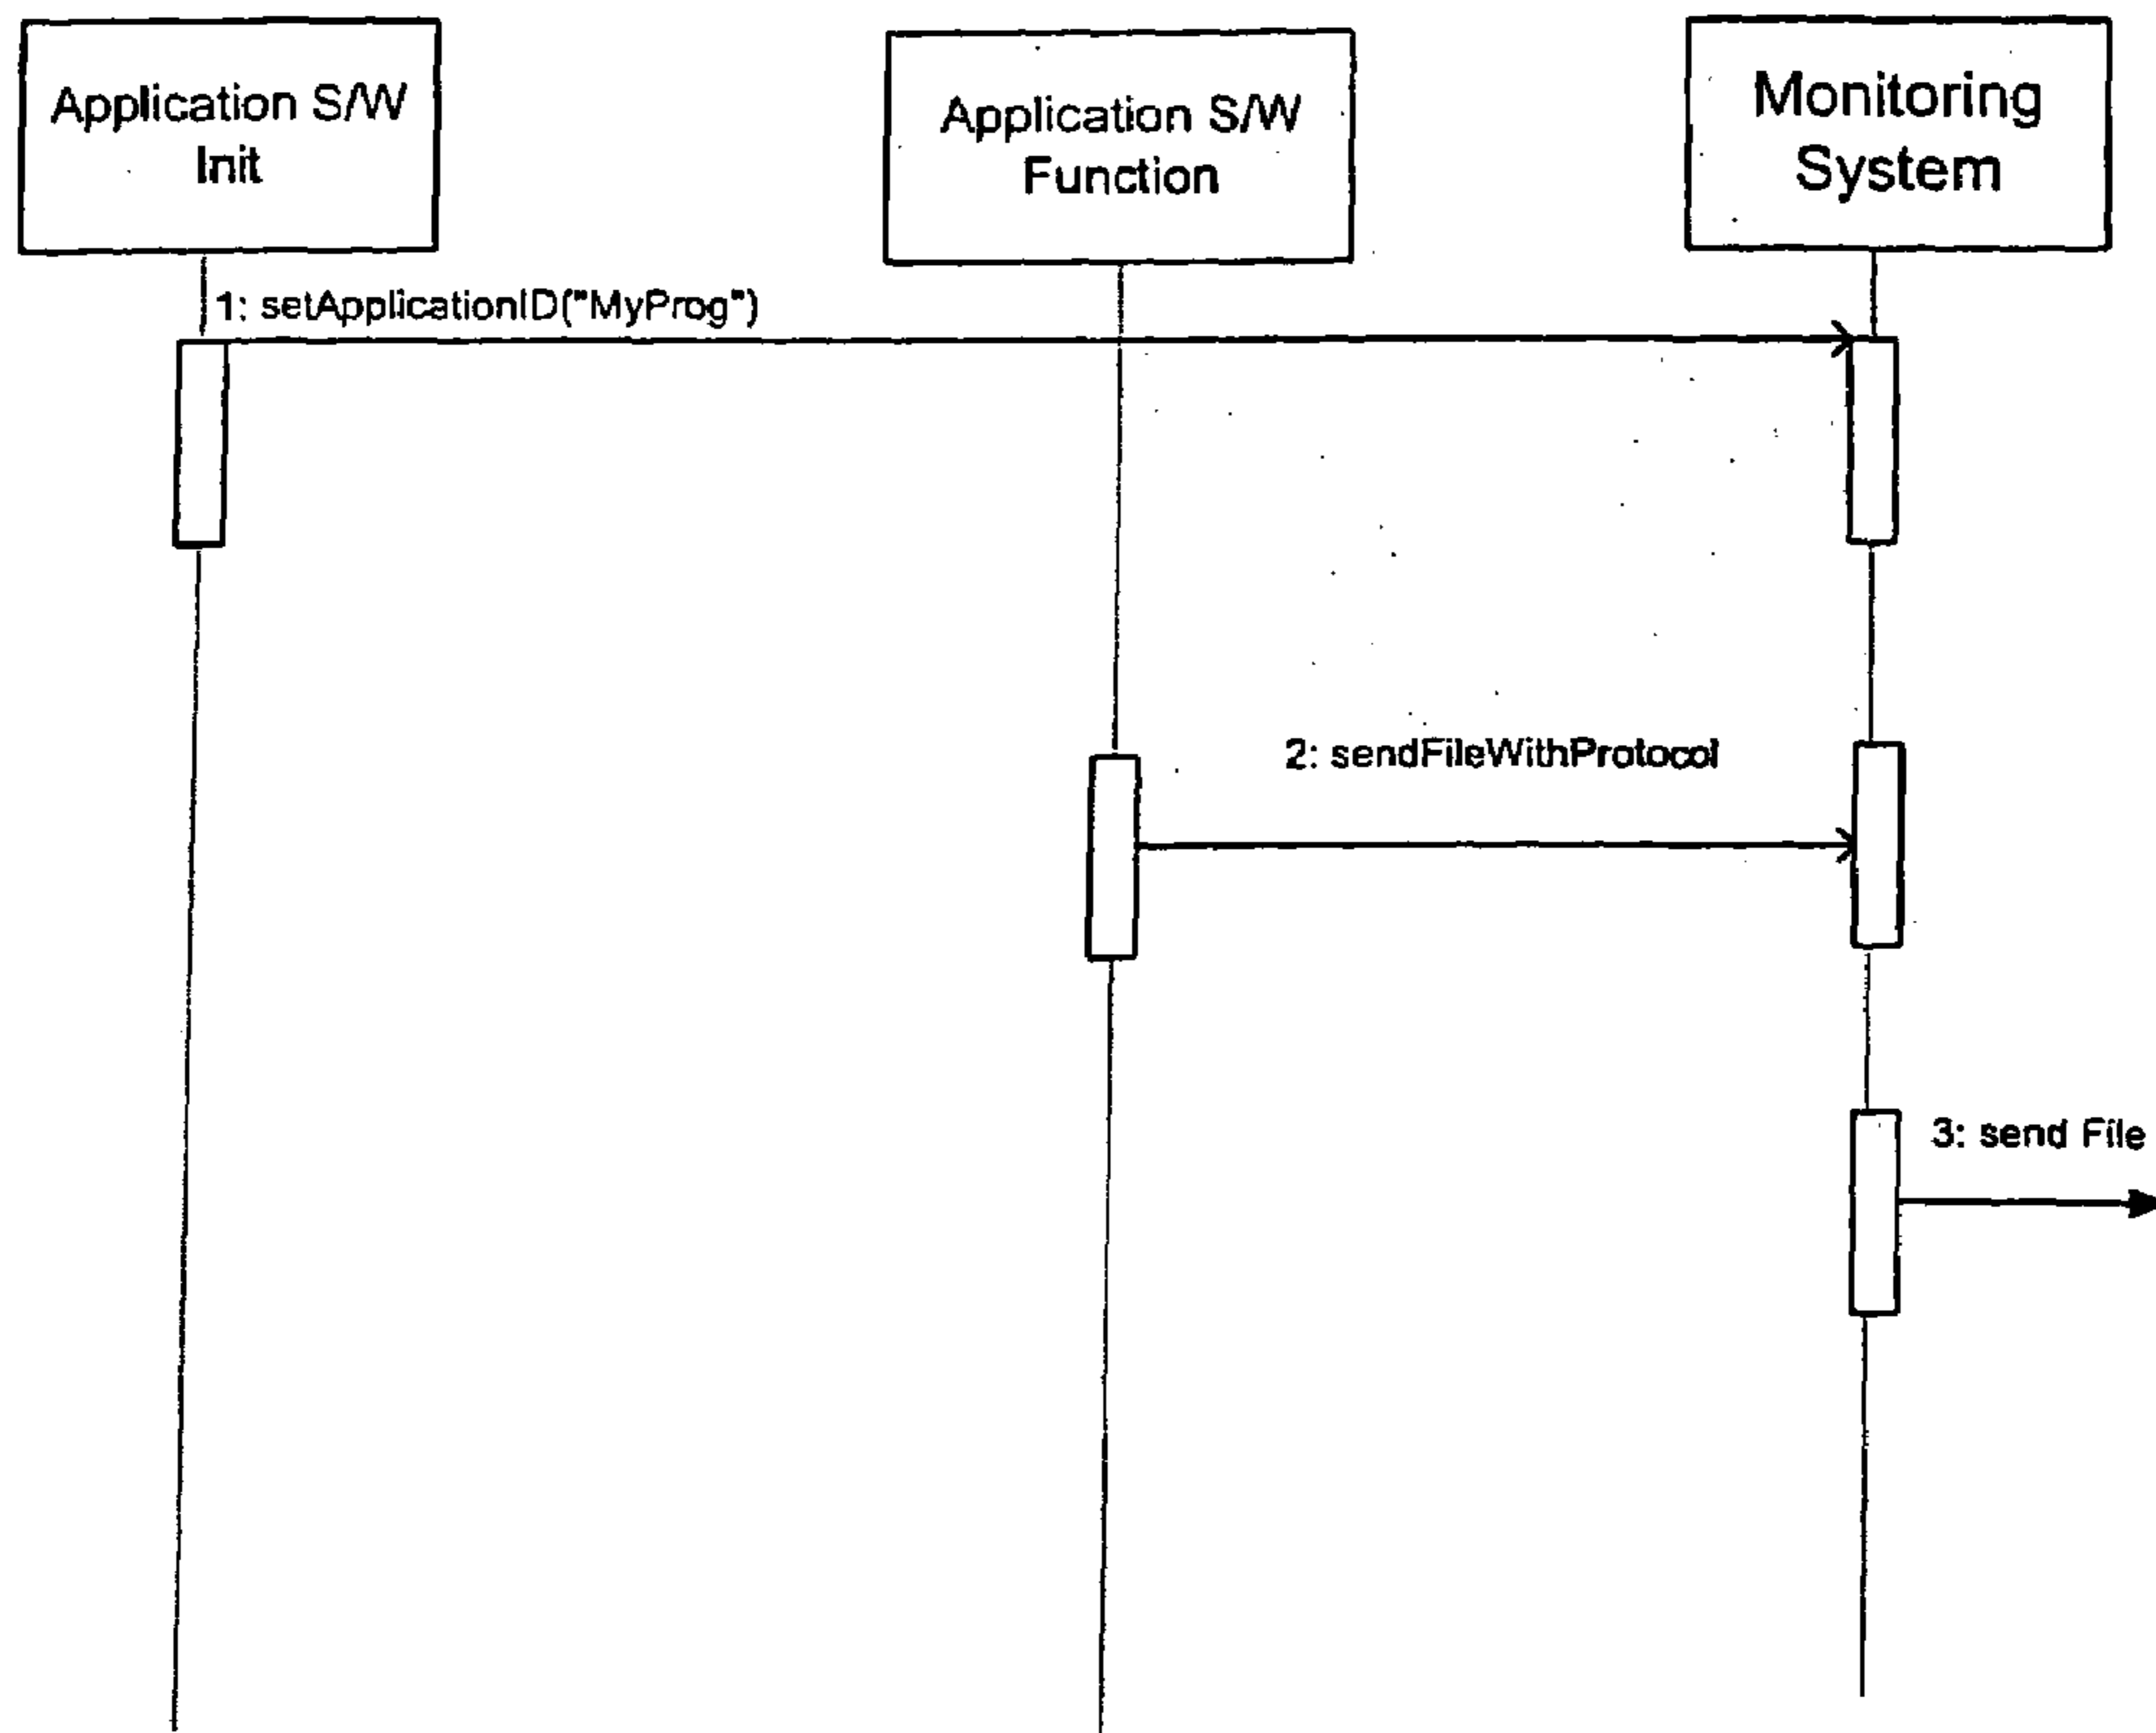 Application S/W
Init
Application S/W
Function
Monitoring
System
1: setApplicationID("MyProg")
2: sendFileWithProtocol
3: send File